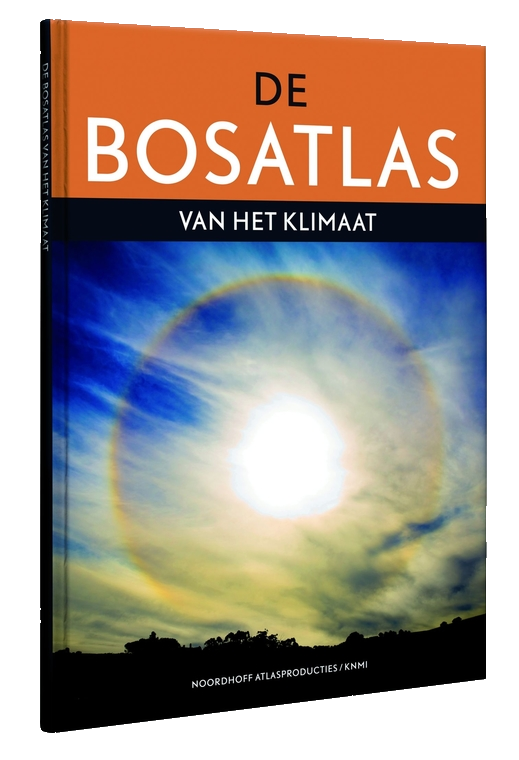 DE
BOSATLAS
VAN HET KLIMAAT
NOORDHOFF ATLASPRODUCTIES / KNMI
DE BOSATLAS VAN HET KLIMAAT